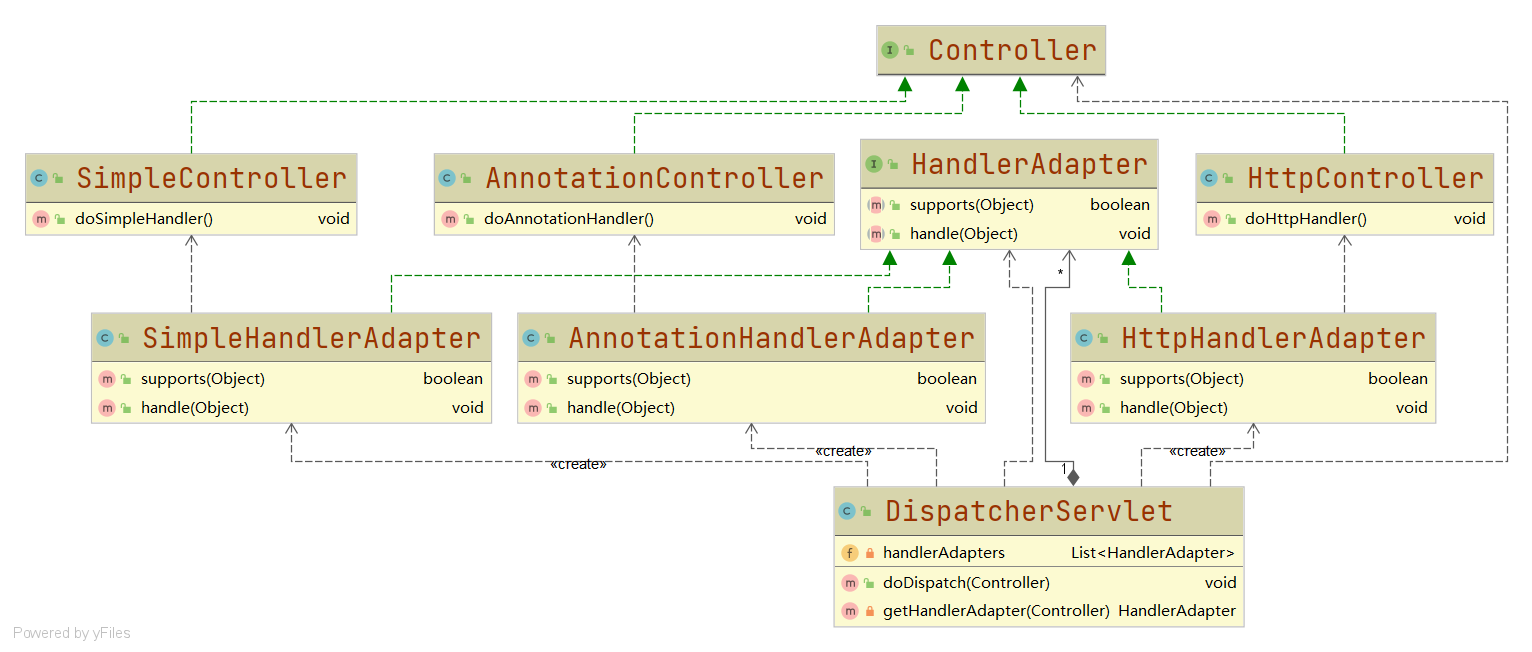 Controller
SimpleController
doSimpleHandler() void
AnnotationController
doAnnotationHandler() void
HandlerAdapter
supports(Object) boolean
handle(Object) void
HttpController
doHttpHandler() void
*
SimpleHandlerAdapter
supports(Object) boolean
handle(Object) void
AnnotationHandlerAdapter
supports(Object) boolean
handle(Object) void
HttpHandlerAdapter
supports(Object) boolean
handle(Object) void
«create»
«create»
«create»
1
DispatcherServlet
handlerAdapters List<HandlerAdapter>
doDispatch(Controller) void
getHandlerAdapter(Controller) HandlerAdapter
Powered by yFiles